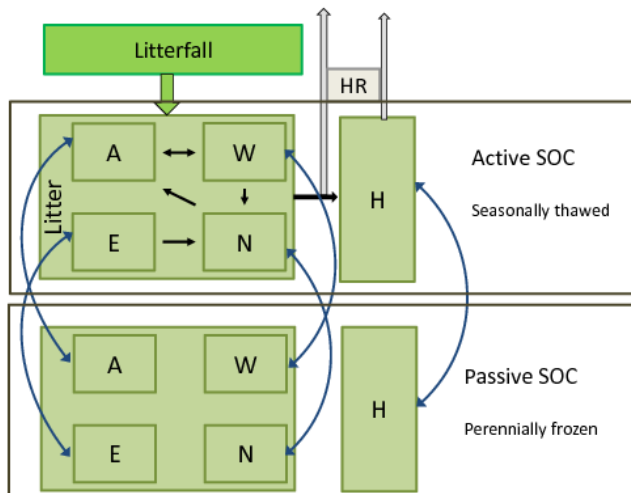 Litterfall
HR
Litter
A
W
E
N
H
Active SOC
Seasonally thawed
A
W
E
N
H
Passive SOC
Perennially frozen